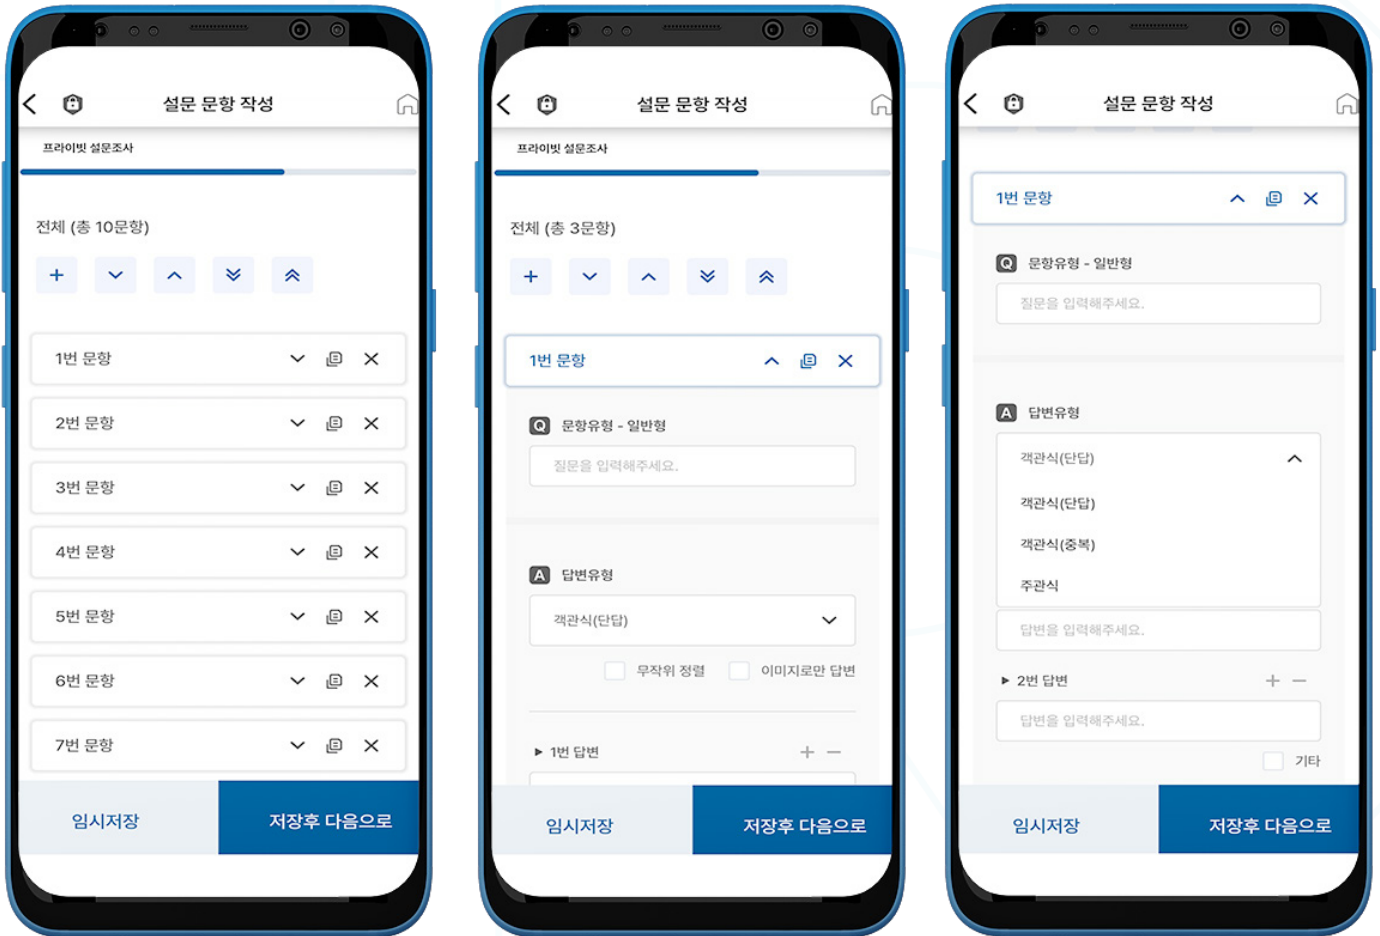 설문 문항 작성
프라이빗 설문조사
전체 (총 10문항)
1번 문항
2번 문항
3번 문항
4번 문항
5번 문항
6번 문항
7번 문항
임시저장
저장후 다음으로
설문 문항 작성
프라이빗 설문조사
전체 (총 3문항)
1번 문항
Q 문항유형 - 일반형
질문을 입력해주세요.
A 답변유형
객관식(단답)
무작위 정렬 이미지로만 답변
1번 답변
임시저장
저장후 다음으로
설문 문항 작성
1번 문항
Q 문항유형 - 일반형
질문을 입력해주세요.
A 답변유형
객관식(단답)
객관식(단답)
객관식(중복)
주관식
답변을 입력해주세요.
2번 답변
답변을 입력해주세요.
기타
임시저장
저장후 다음으로